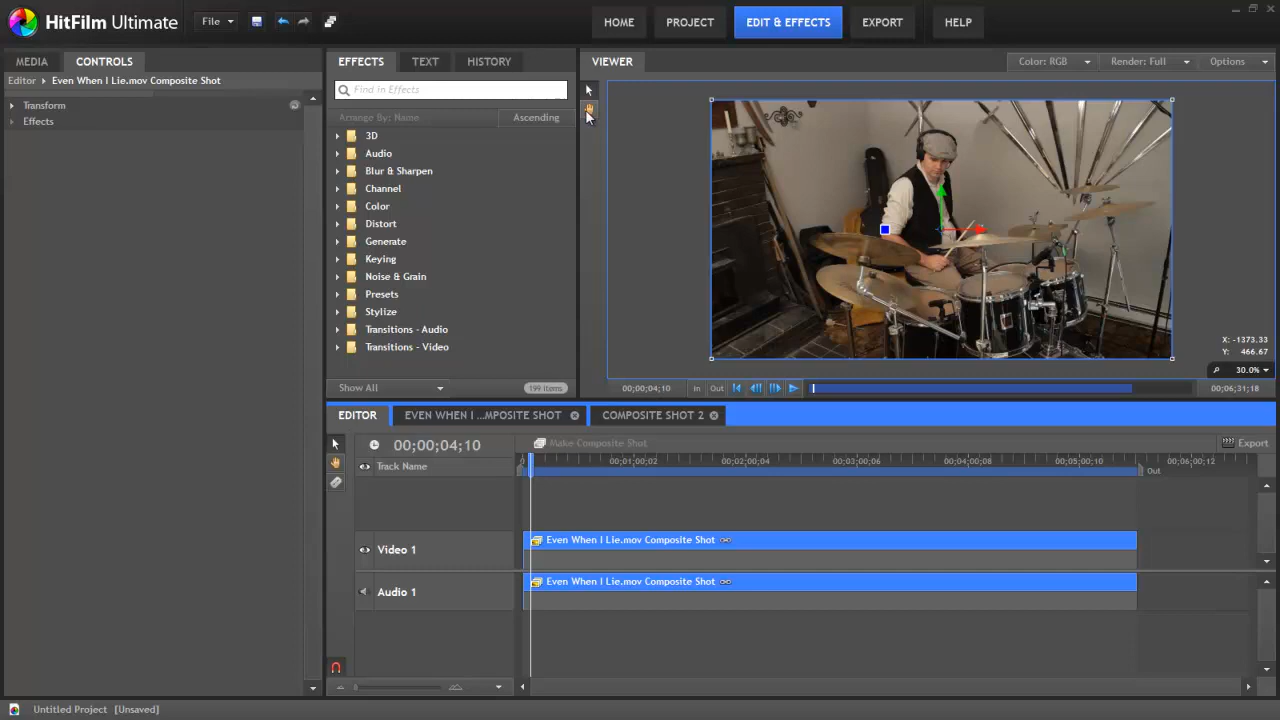 HitFilm Ultimate
File
HOME
PROJECT
EDIT & EFFECTS
EXPORT
HELP
MEDIA
CONTROLS
Editor
Even When I Lie.mov Composite Shot
Transform
Effects
EFFECTS
TEXT
HISTORY
Find in Effects
Arrange By: Name
Ascending
3D
Audio
Blur & Sharpen
Channel
Color
Distort
Generate
Keying
Noise & Grain
Presets
Stylize
Transitions - Audio
Transitions - Video
Show All
199 items
VIEWER
Color: RGB
Render: Full
Options
X: -1373.33
Y: 466.67
30.0%
00;00;04;10
In
Out
00;06;31;18
EDITOR
EVEN WHEN I ...MPOSITE SHOT
COMPOSITE SHOT 2
00;00;04;10
Make Composite Shot
Export
Track Name
0
00;01;00;02
00;02;00;04
00;03;00;06
00;04;00;08
00;05;00;10
00;06;00;12
Out
Video 1
Even When I Lie.mov Composite Shot
Audio 1
Even When I Lie.mov Composite Shot
Untitled Project
[Unsaved]